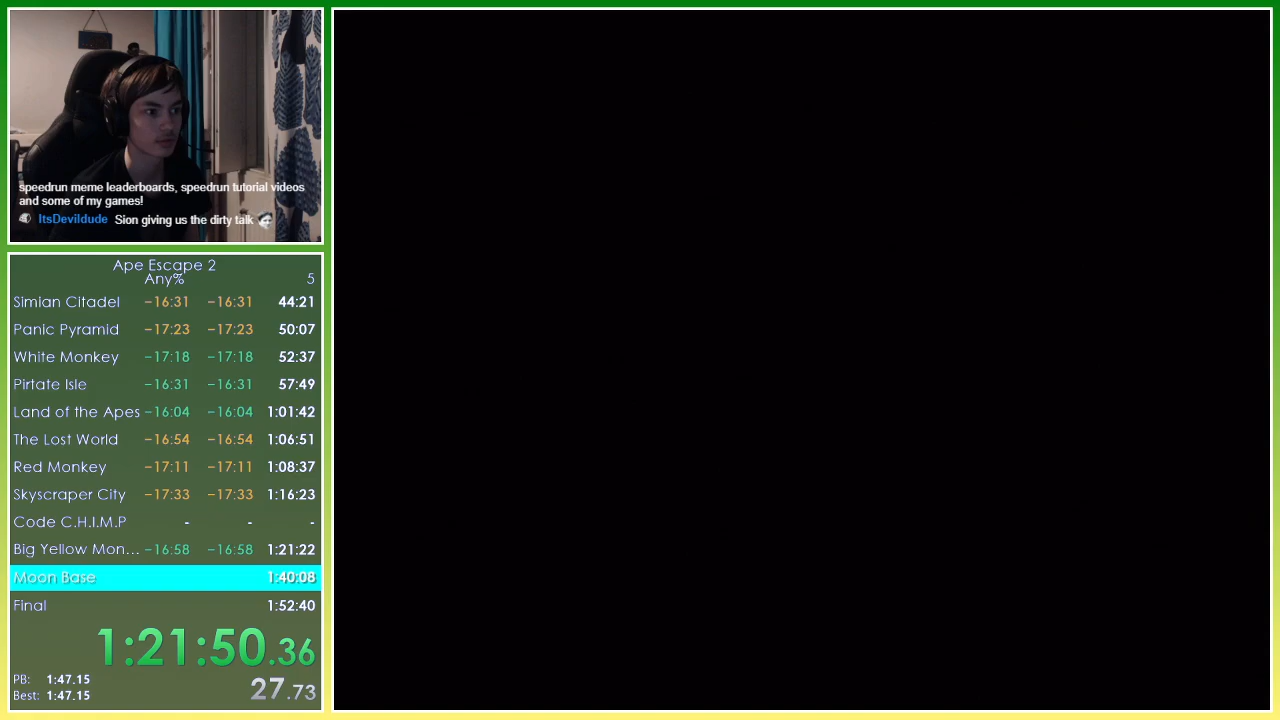 speedrun meme leaderboards, speedrun tutorial videos
and some of my games!
ItsDevildude Sion giving us the dirty talk
Ape Escape 2
Any% 5
Simian Citadel -16:31 -16:31 44:21
Panic Pyramid -17:23 -17:23 50:07
White Monkey -17:18 -17:18 52:37
Pirtate Isle -16:31 -16:31 57:49
Land of the Apes -16:04 -16:04 1:01:42
The Lost World -16:54 -16:54 1:06:51
Red Monkey -17:11 -17:11 1:08:37
Skyscraper City -17:33 -17:33 1:16:23
Code C.H.I.M.P - - -
Big Yellow Mon... -16:58 -16:58 1:21:22
Moon Base 1:40:08
Final 1:52:40
1:21:50.36
PB: 1:47.15
Best: 1:47.15
27.73